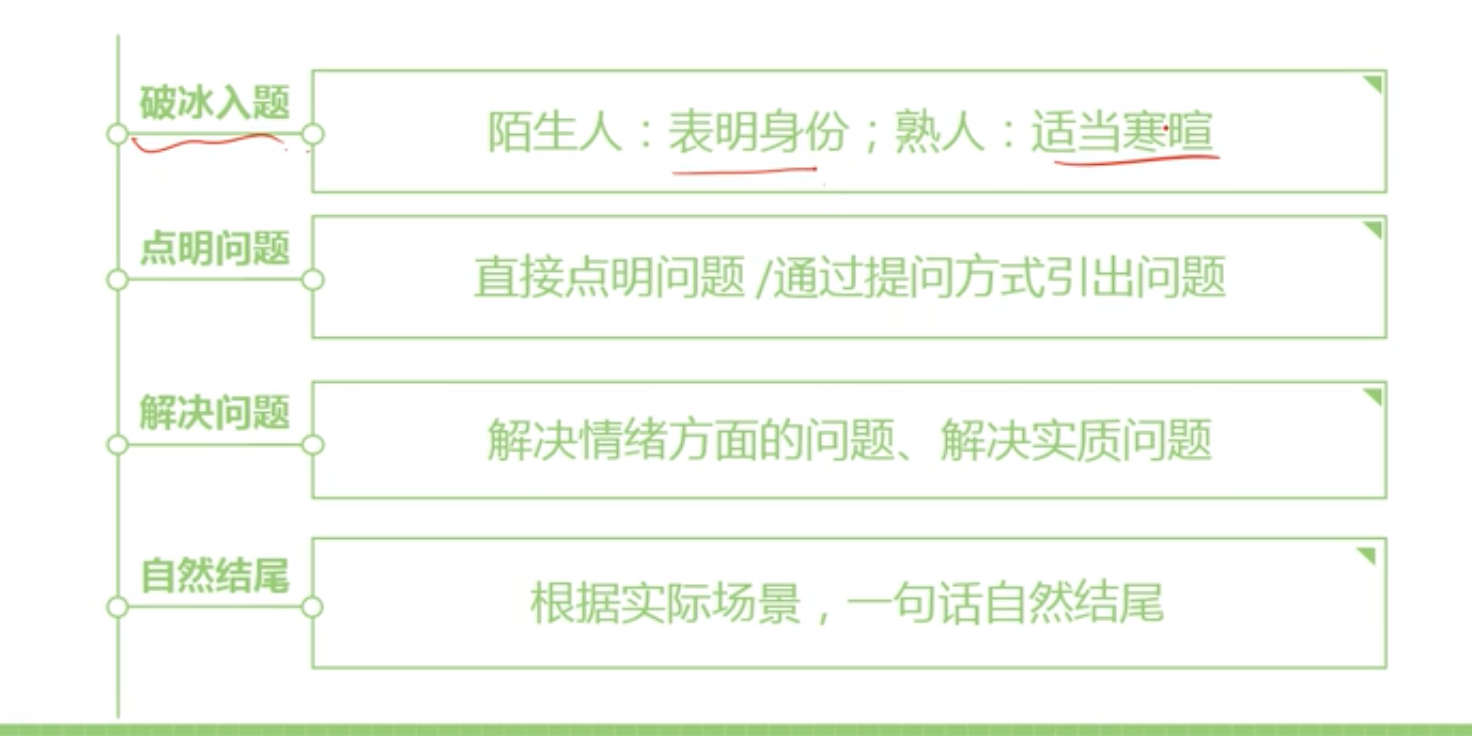 破冰入题
陌生人：表明身份；熟人：适当寒暄
点明问题
直接点明问题 /通过提问方式引出问题
解决问题
解决情绪方面的问题、解决实质问题
自然结尾
根据实际场景，一句话自然结尾